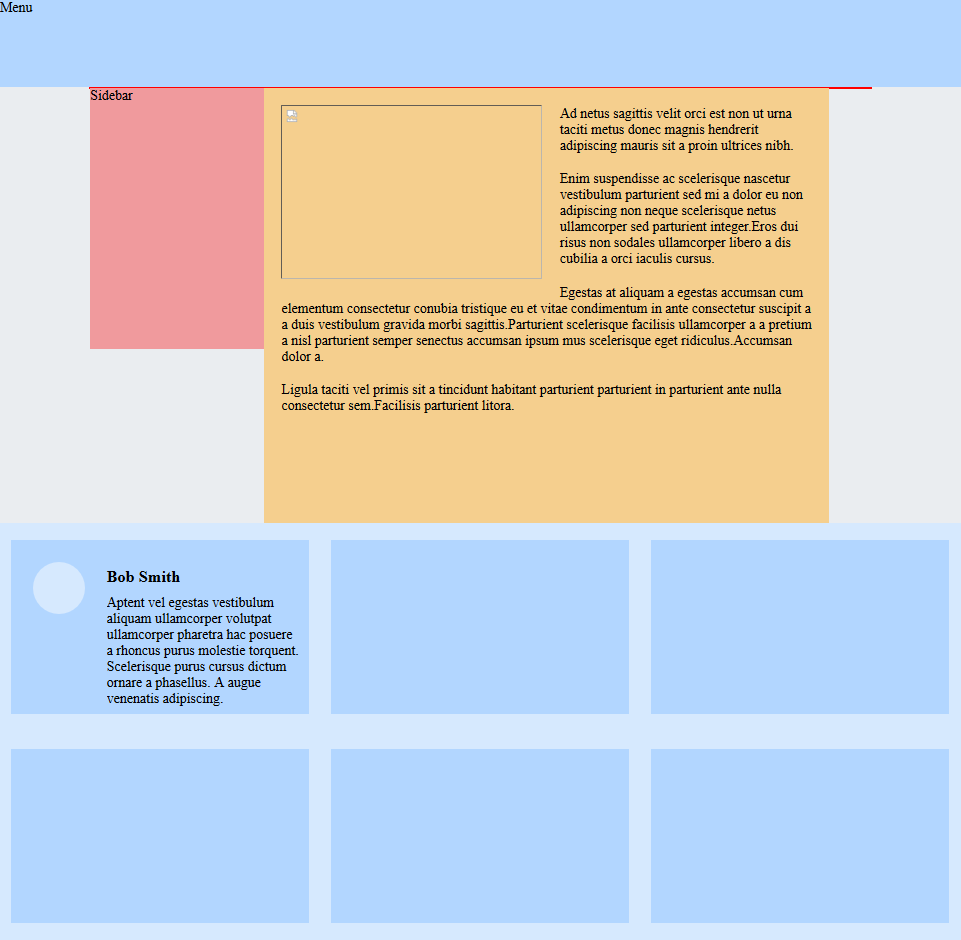 Menu
Sidebar
Ad netus sagittis velit orci est non ut urna
taciti metus donec magnis hendrerit
adipiscing mauris sit a proin ultrices nibh.
Enim suspendisse ac scelerisque nascetur
vestibulum parturient sed mi a dolor eu non
adipiscing non neque scelerisque netus
ullamcorper sed parturient integer.Eros dui
risus non sodales ullamcorper libero a dis
cubilia a orci iaculis cursus.
Egestas at aliquam a egestas accumsan cum
elementum consectetur conubia tristique eu et vitae condimentum in ante consectetur suscipit a
a duis vestibulum gravida morbi sagittis.Parturient scelerisque facilisis ullamcorper a a pretium
a nisl parturient semper senectus accumsan ipsum mus scelerisque eget ridiculus.Accumsan
dolor a.
Ligula taciti vel primis sit a tincidunt habitant parturient parturient in parturient ante nulla
consectetur sem.Facilisis parturient litora.
Bob Smith
Aptent vel egestas vestibulum
aliquam ullamcorper volutpat
ullamcorper pharetra hac posuere
a rhoncus purus molestie torquent.
Scelerisque purus cursus dictum
ornare a phasellus. A augue
venenatis adipiscing.